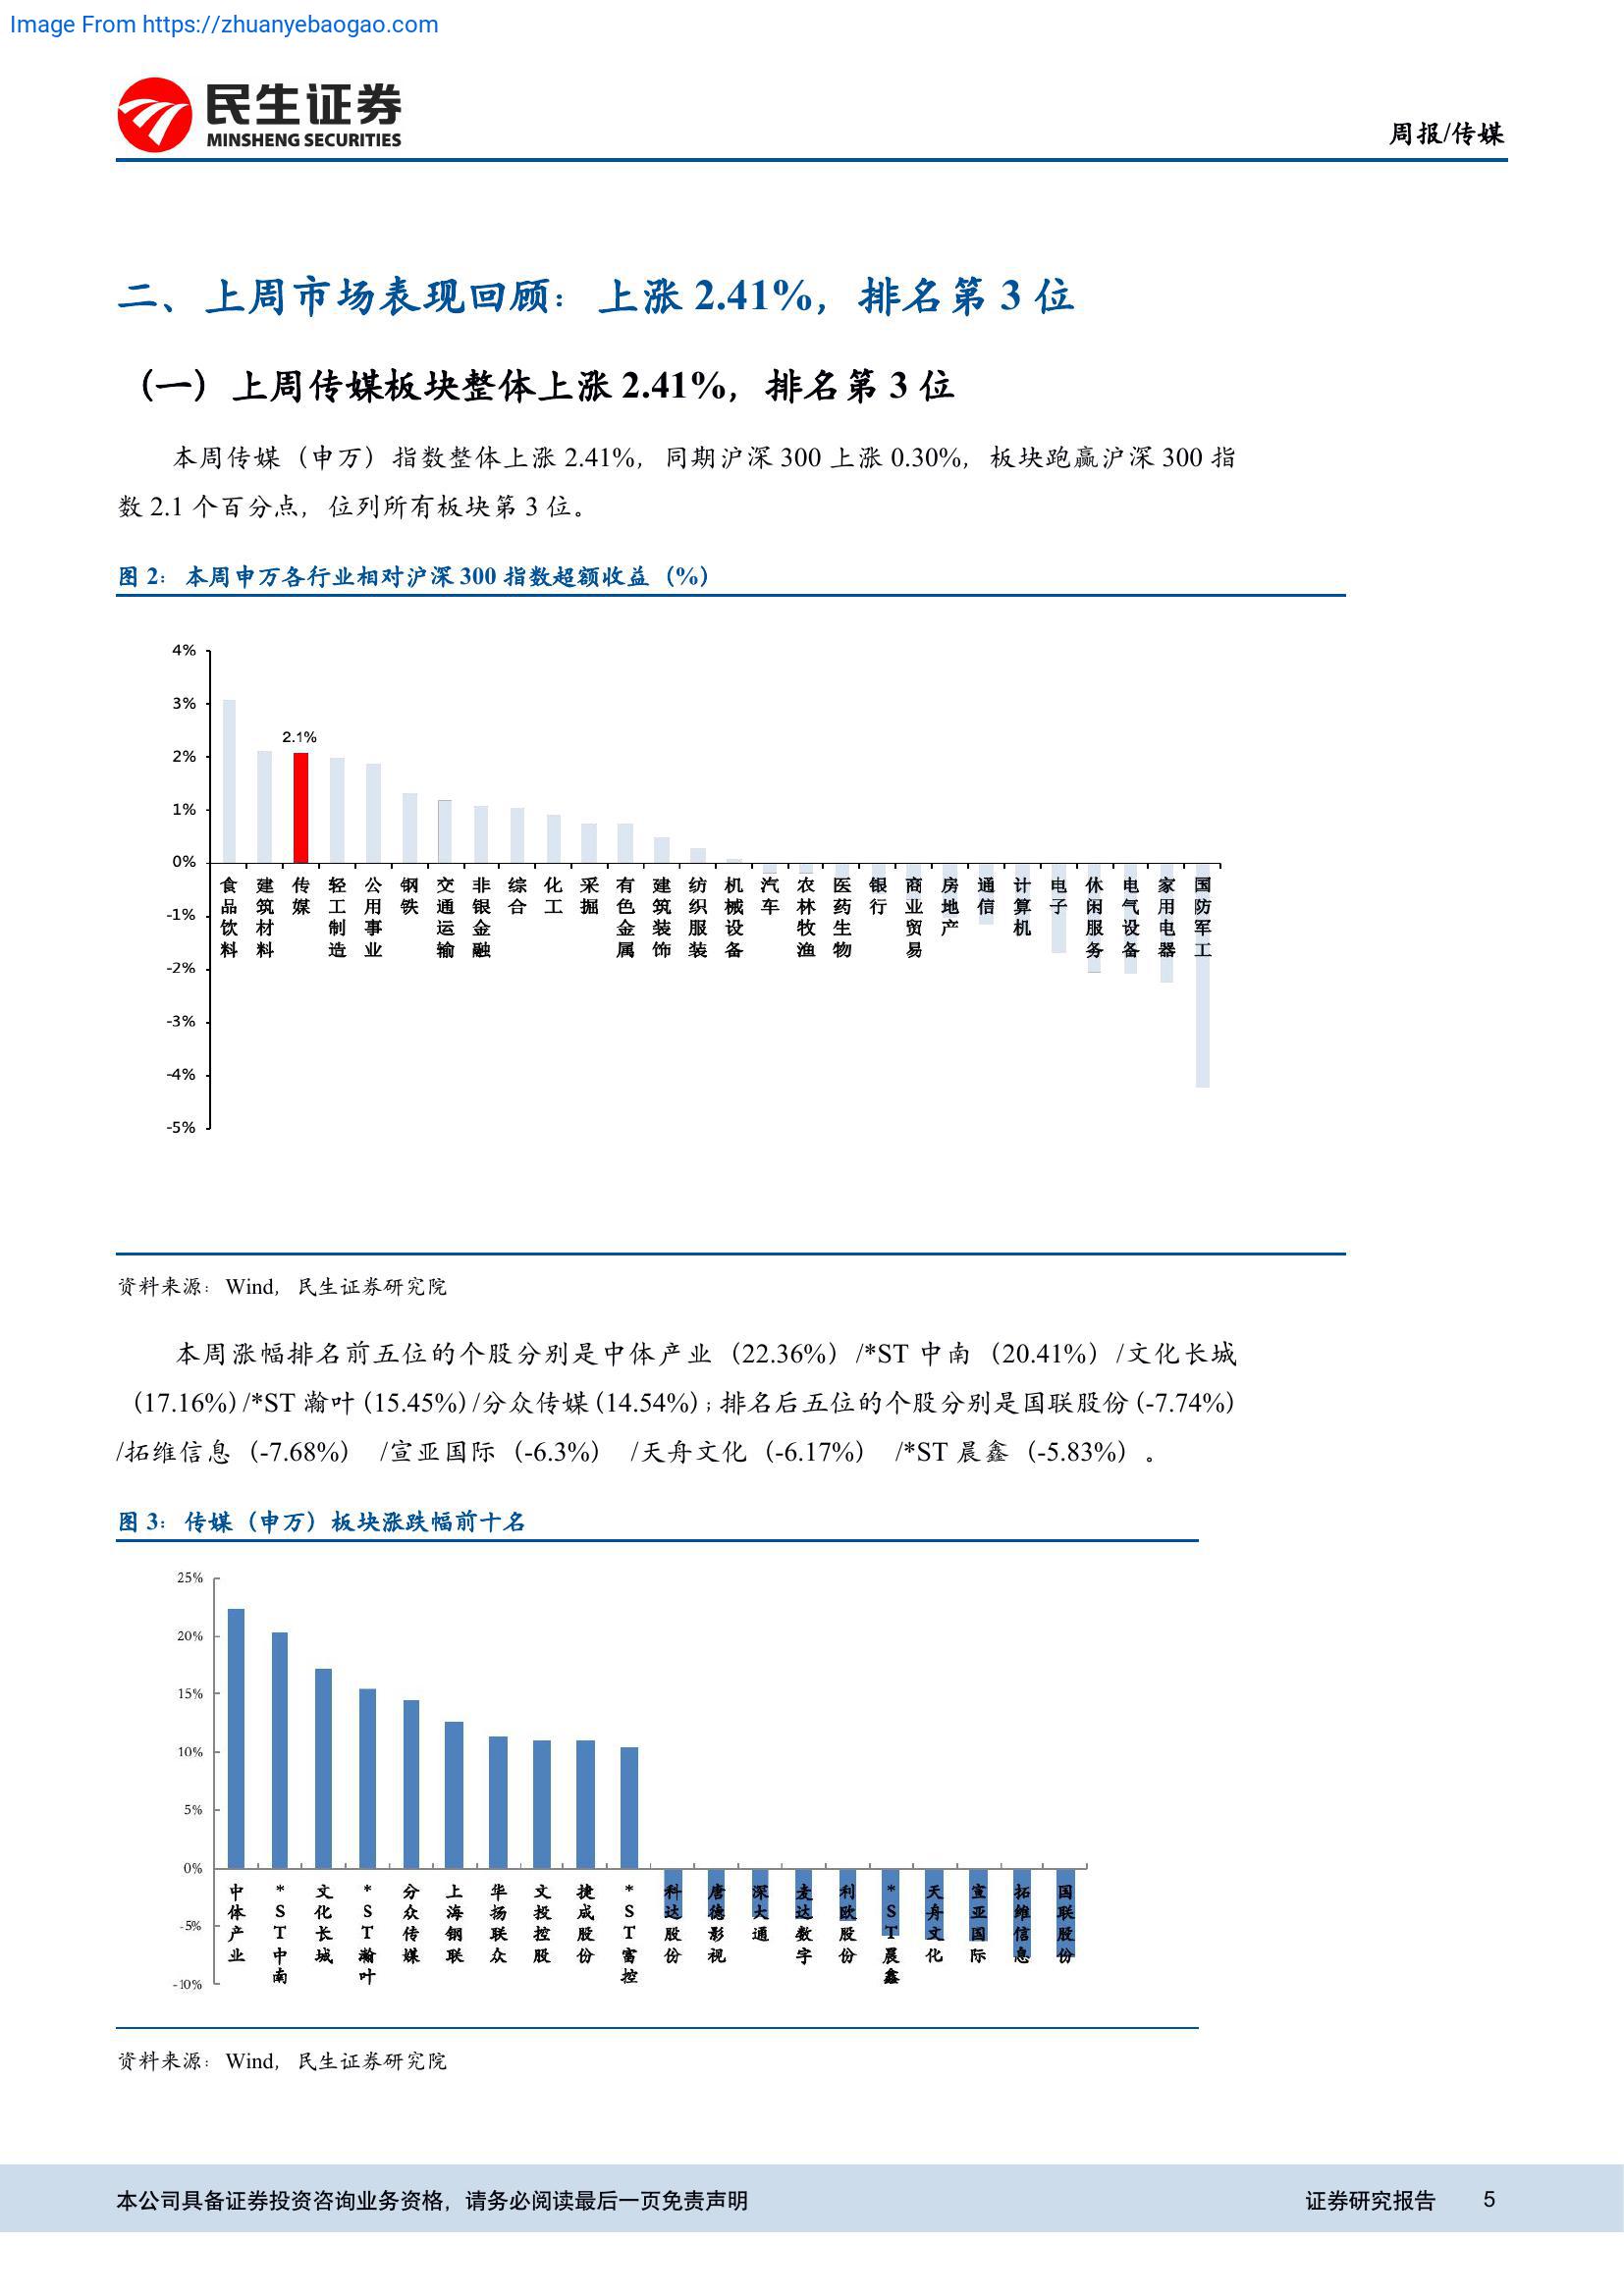 Image From https://zhuanyebaogao.com
民生证券
MINSHENG SECURITIES
周报/传媒
二、上周市场表现回顾：上涨 2.41%，排名第 3 位
（一）上周传媒板块整体上涨 2.41%，排名第 3 位
本周传媒（申万）指数整体上涨 2.41%，同期沪深 300 上涨 0.30%，板块跑赢沪深 300 指
数 2.1 个百分点，位列所有板块第 3 位。
图 2：本周申万各行业相对沪深 300 指数超额收益（%）
4%
3%
2%
1%
0%
-1%
-2%
-3%
-4%
-5%
2.1%
食品饮料
建筑材料
传媒
轻工制造
公用事业
钢铁
交通运输
非银金融
综合
化工
采掘
有色金属
建筑装饰
纺织服装
机械设备
汽车
农林牧渔
医药生物
银行
商业贸易
房地产
通信
计算机
电子
休闲服务
电气设备
家用电器
国防军工
资料来源：Wind，民生证券研究院
本周涨幅排名前五位的个股分别是中体产业（22.36%）/*ST 中南（20.41%）/文化长城
（17.16%）/*ST 瀚叶（15.45%）/分众传媒（14.54%）；排名后五位的个股分别是国联股份（-7.74%）
/拓维信息（-7.68%） /宣亚国际（-6.3%） /天舟文化（-6.17%） /*ST 晨鑫（-5.83%）。
图 3：传媒（申万）板块涨跌幅前十名
25%
20%
15%
10%
5%
0%
-5%
-10%
中体产业
*ST中南
文化长城
*ST瀚叶
分众传媒
上海钢联
华扬联众
文投控股
捷成股份
*ST富控
科达股份
唐德影视
深大通
麦达数字
利欧股份
*ST晨鑫
天舟文化
宣亚国际
拓维信息
国联股份
资料来源：Wind，民生证券研究院
本公司具备证券投资咨询业务资格，请务必阅读最后一页免责声明
证券研究报告 5